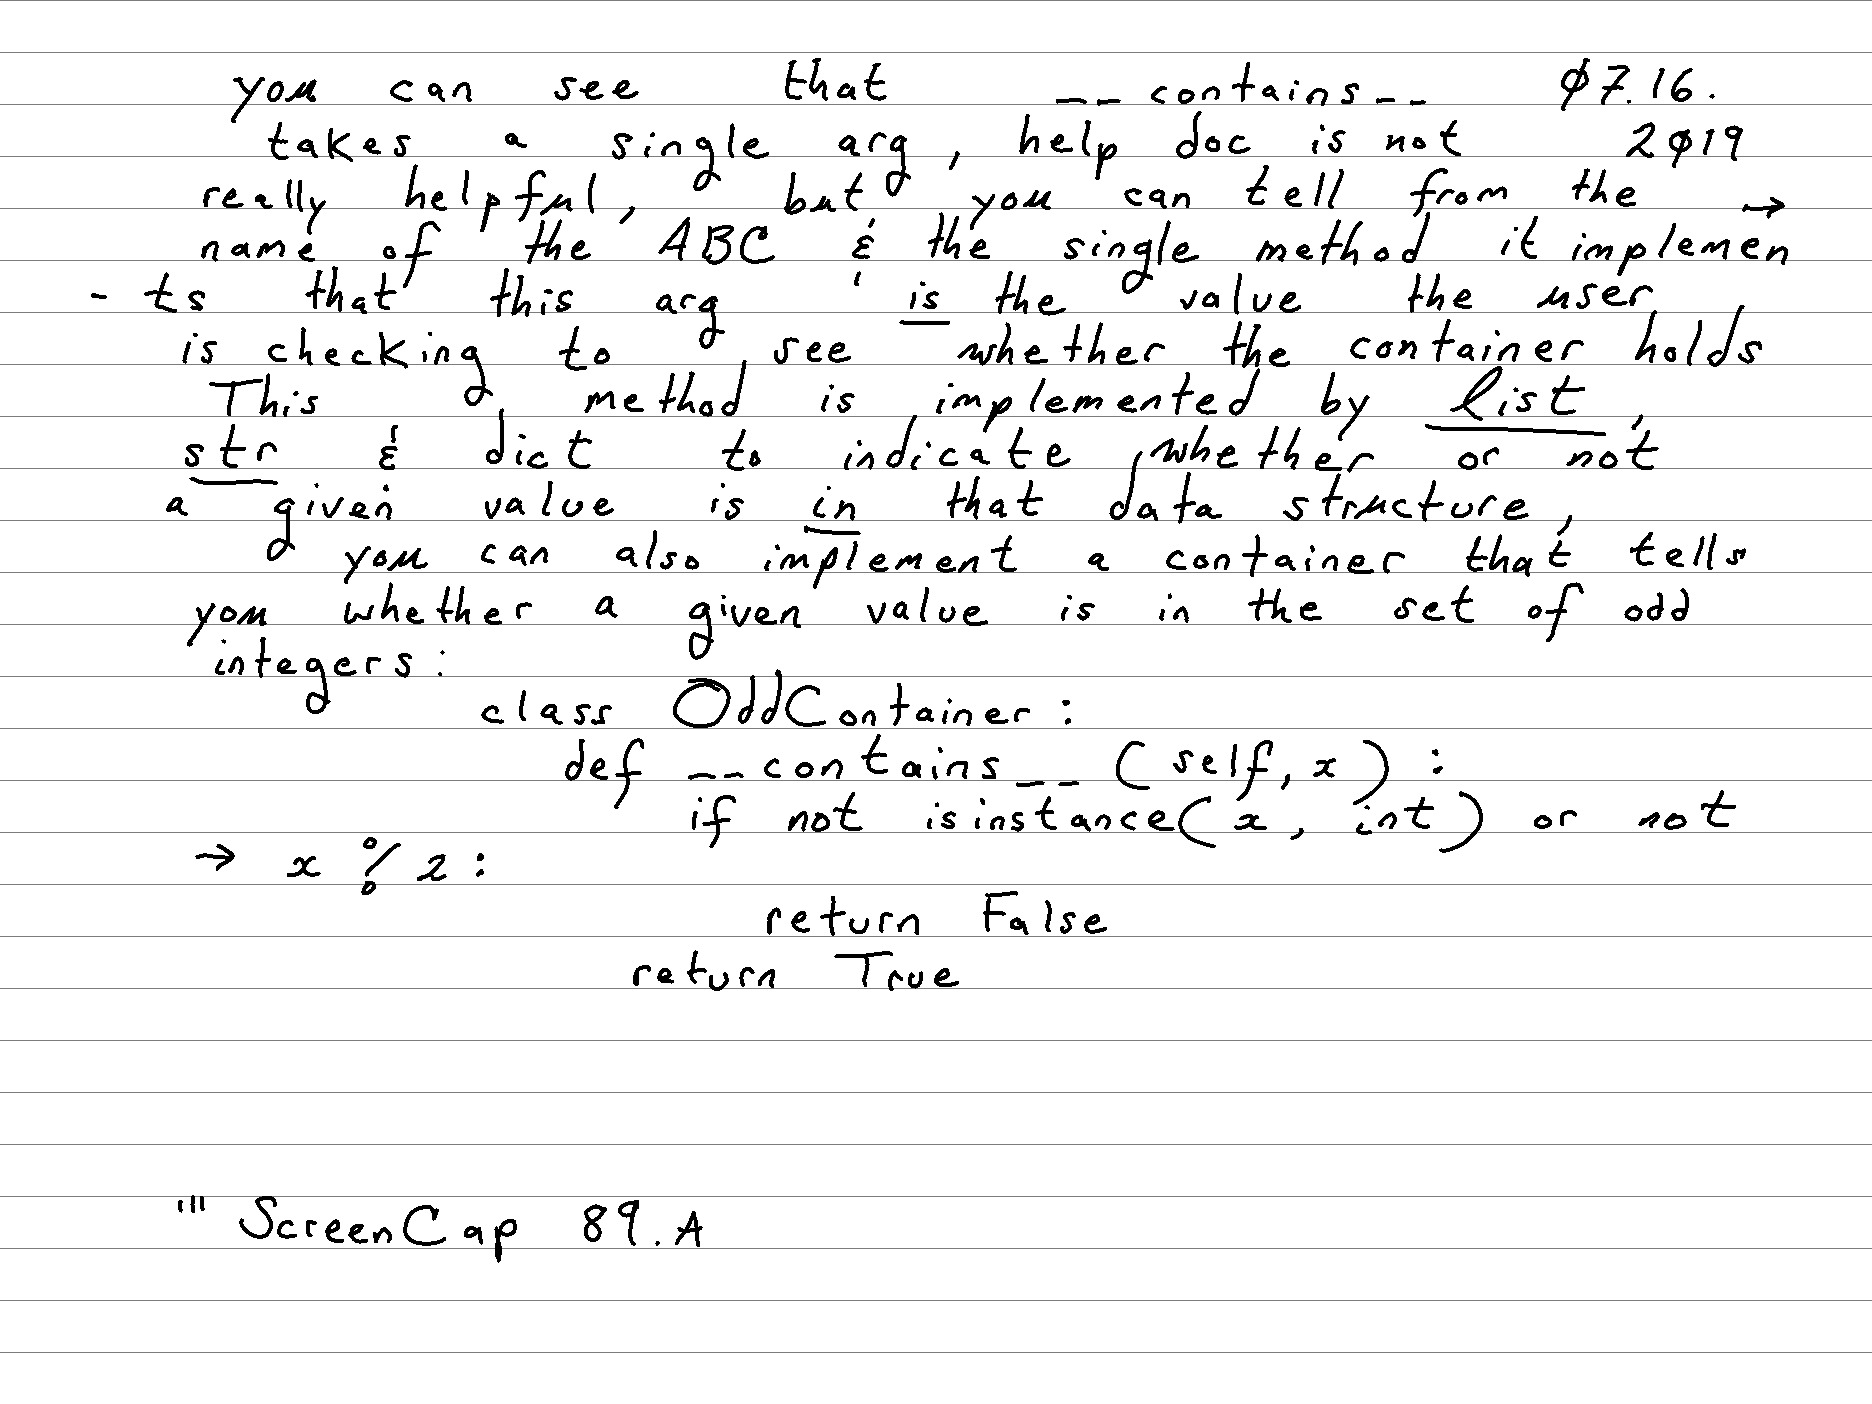 you can see that __contains__ ø7.16.
takes a single arg, help doc is not 2ø19
really helpful, but you can tell from the →
name of the ABC & the single method it implemen
- ts that this arg is the value the user
is checking to see whether the container holds
This method is implemented by list,
str & dict to indicate whether or not
a given value is in that data structure,
you can also implement a container that tells
you whether a given value is in the set of odd
integers:
class OddContainer:
def __contains__ (self, x):
if not isinstance(x, int) or not
→ x % 2:
return False
return True
''' ScreenCap 89.A